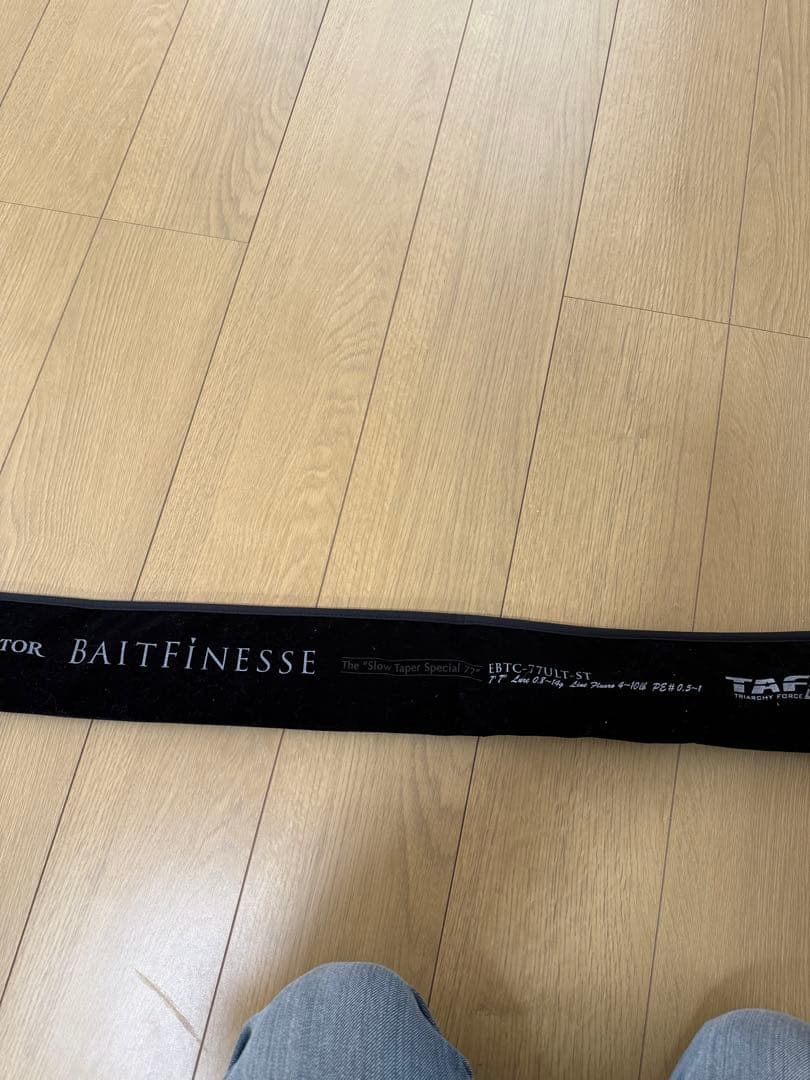 TOR BAITFiNESSE The "Slow Taper Special 77" EBTC-77ULT-ST
7'7" Lure 0.8~14g Line Fluoro 4~10lb PE# 0.5~1
TAF
TRIARCHY FORCE